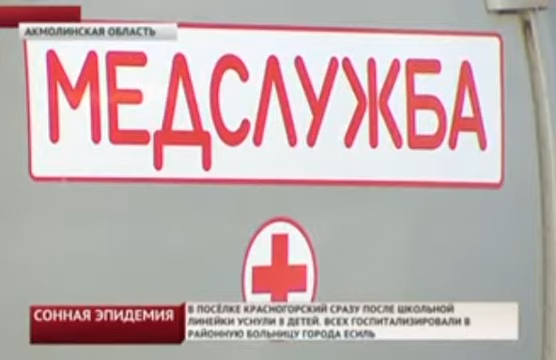 АКМОЛИНСКАЯ ОБЛАСТЬ
МЕДСЛУЖБА
СОННАЯ ЭПИДЕМИЯ
В ПОСЁЛКЕ КРАСНОГОРСКИЙ СРАЗУ ПОСЛЕ ШКОЛЬНОЙ
ЛИНЕЙКИ УСНУЛИ 8 ДЕТЕЙ. ВСЕХ ГОСПИТАЛИЗИРОВАЛИ В
РАЙОННУЮ БОЛЬНИЦУ ГОРОДА ЕСИЛЬ